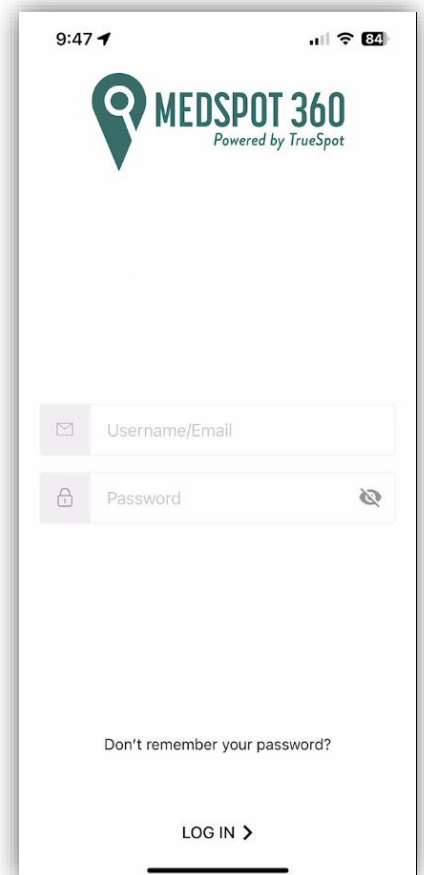 9:47
84
MEDSPOT 360
Powered by TrueSpot
Username/Email
Password
Don't remember your password?
LOG IN